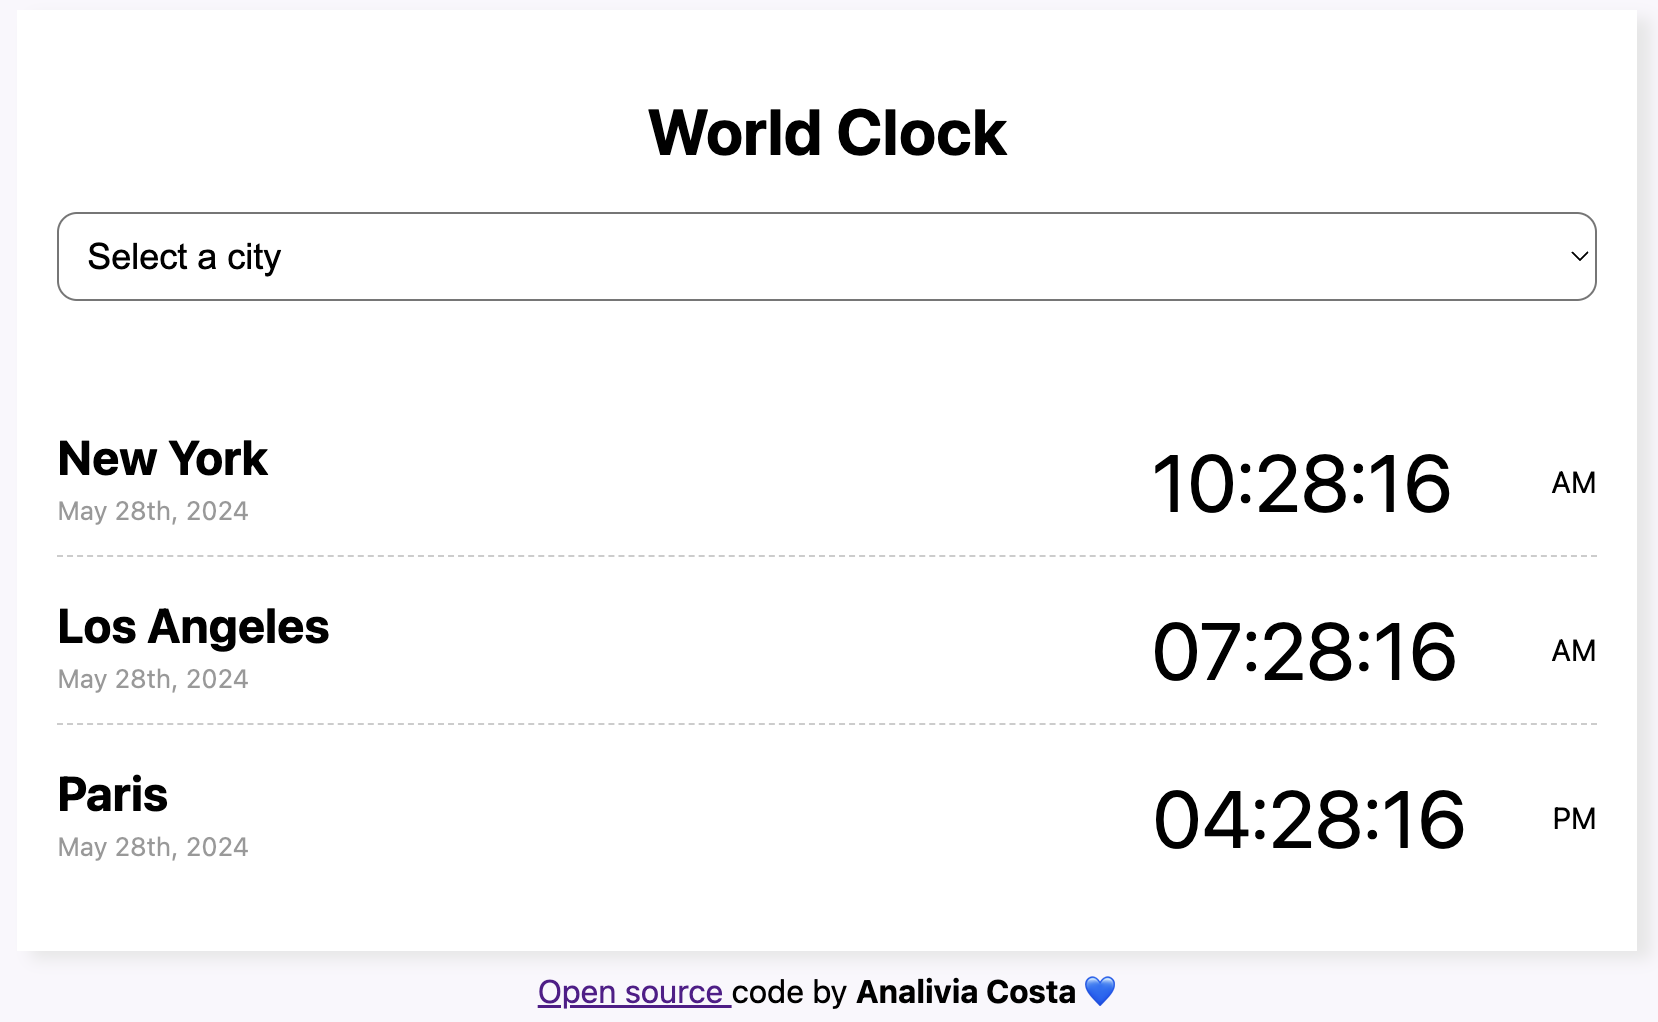 World Clock
Select a city
New York
May 28th, 2024
10:28:16 AM
Los Angeles
May 28th, 2024
07:28:16 AM
Paris
May 28th, 2024
04:28:16 PM
Open source code by Analivia Costa 💙